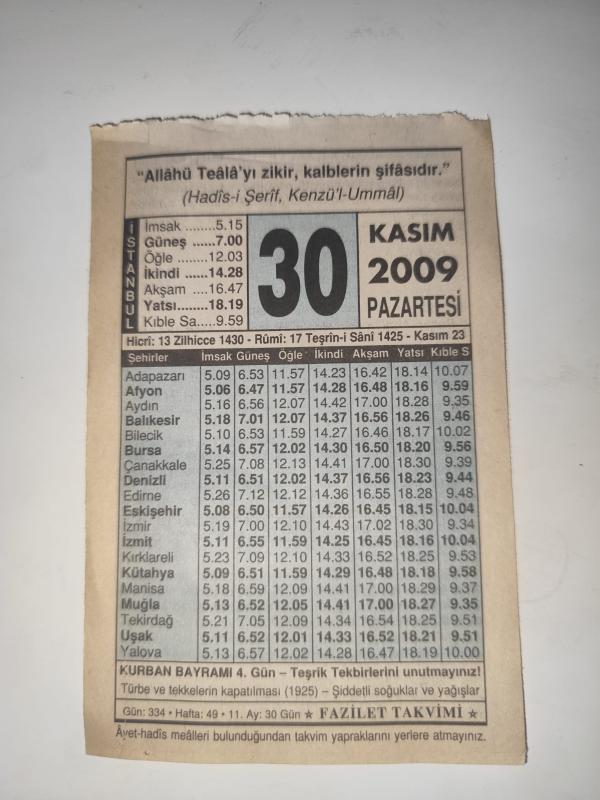 “Allâhü Teâlâ’yı zikir, kalblerin şifâsıdır.”
(Hadîs-i Şerîf, Kenzü’l-Ummâl)
İSTANBUL
İmsak ........5.15
Güneş ......7.00
Öğle .........12.03
İkindi ......14.28
Akşam ....16.47
Yatsı........18.19
Kıble Sa.....9.59
30
KASIM
2009
PAZARTESİ
Hicrî: 13 Zilhicce 1430 - Rûmî: 17 Teşrîn-i Sânî 1425 - Kasım 23
Şehirler İmsak Güneş Öğle İkindi Akşam Yatsı Kıble S
Adapazarı 5.09 6.53 11.57 14.23 16.42 18.14 10.07
Afyon 5.06 6.47 11.57 14.28 16.48 18.16 9.59
Aydın 5.16 6.56 12.07 14.42 17.00 18.28 9.35
Balıkesir 5.18 7.01 12.07 14.37 16.56 18.26 9.46
Bilecik 5.10 6.53 11.59 14.27 16.46 18.17 10.02
Bursa 5.14 6.57 12.02 14.30 16.50 18.20 9.56
Çanakkale 5.25 7.08 12.13 14.41 17.00 18.30 9.39
Denizli 5.11 6.51 12.02 14.37 16.56 18.23 9.44
Edirne 5.26 7.12 12.12 14.36 16.55 18.28 9.48
Eskişehir 5.08 6.50 11.57 14.26 16.45 18.15 10.04
İzmir 5.19 7.00 12.10 14.43 17.02 18.30 9.34
İzmit 5.11 6.55 11.59 14.25 16.45 18.16 10.04
Kırklareli 5.23 7.09 12.10 14.33 16.52 18.25 9.53
Kütahya 5.09 6.51 11.59 14.29 16.48 18.18 9.58
Manisa 5.18 6.59 12.09 14.41 17.00 18.29 9.37
Muğla 5.13 6.52 12.05 14.41 17.00 18.27 9.35
Tekirdağ 5.21 7.05 12.09 14.34 16.54 18.25 9.51
Uşak 5.11 6.52 12.01 14.33 16.52 18.21 9.51
Yalova 5.13 6.57 12.02 14.28 16.47 18.19 10.00
KURBAN BAYRAMI 4. Gün – Teşrik Tekbirlerini unutmayınız!
Türbe ve tekkelerin kapatılması (1925) – Şiddetli soğuklar ve yağışlar
Gün: 334 • Hafta: 49 • 11. Ay: 30 Gün ★ FAZİLET TAKVİMİ ★
Âyet-hadîs meâlleri bulunduğundan takvim yapraklarını yerlere atmayınız.